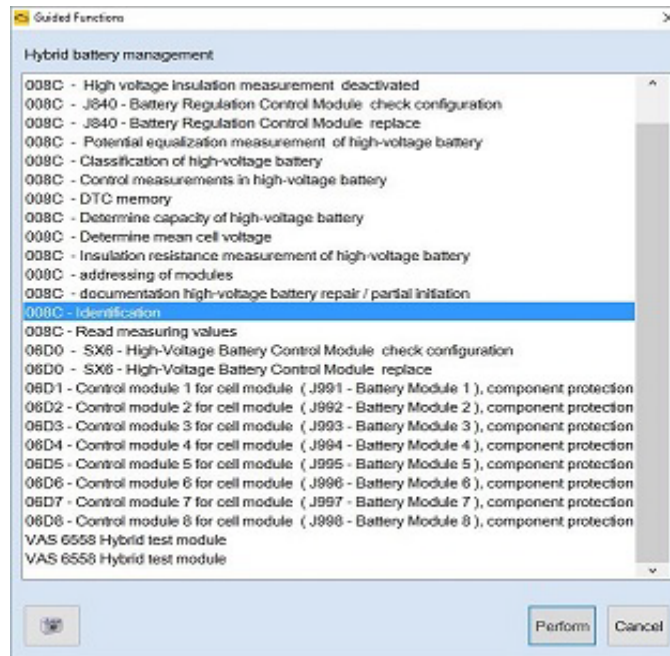 Guided Functions
Hybrid battery management
008C - High voltage insulation measurement deactivated
008C - J840 - Battery Regulation Control Module check configuration
008C - J840 - Battery Regulation Control Module replace
008C - Potential equalization measurement of high-voltage battery
008C - Classification of high-voltage battery
008C - Control measurements in high-voltage battery
008C - DTC memory
008C - Determine capacity of high-voltage battery
008C - Determine mean cell voltage
008C - Insulation resistance measurement of high-voltage battery
008C - addressing of modules
008C - documentation high-voltage battery repair / partial initiation
008C - Identification
008C - Read measuring values
06D0 - SX6 - High-Voltage Battery Control Module check configuration
06D0 - SX6 - High-Voltage Battery Control Module replace
06D1 - Control module 1 for cell module ( J991 - Battery Module 1 ), component protection
06D2 - Control module 2 for cell module ( J992 - Battery Module 2 ), component protection
06D3 - Control module 3 for cell module ( J993 - Battery Module 3 ), component protection
06D4 - Control module 4 for cell module ( J994 - Battery Module 4 ), component protection
06D5 - Control module 5 for cell module ( J995 - Battery Module 5 ), component protection
06D6 - Control module 6 for cell module ( J996 - Battery Module 6 ), component protection
06D7 - Control module 7 for cell module ( J997 - Battery Module 7 ), component protection
06D8 - Control module 8 for cell module ( J998 - Battery Module 8 ), component protection
VAS 6558 Hybrid test module
VAS 6558 Hybrid test module
Perform
Cancel